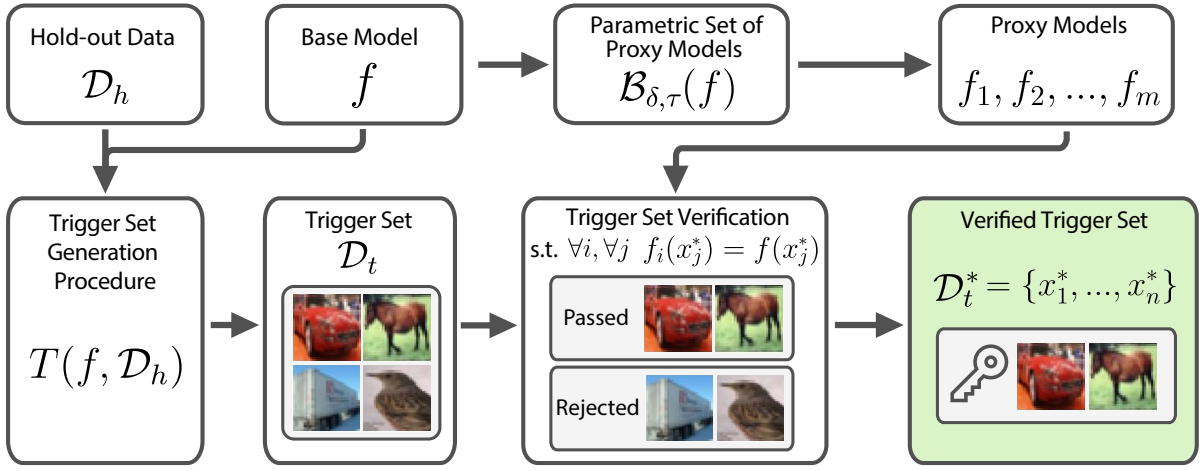 Hold-out Data
𝒟_h
Base Model
f
Parametric Set of
Proxy Models
ℬ_{δ,τ}(f)
Proxy Models
f_1, f_2, ..., f_m
Trigger Set
Generation
Procedure
T(f, 𝒟_h)
Trigger Set
𝒟_t
Trigger Set Verification
s.t. ∀i, ∀j f_i(x_j^*) = f(x_j^*)
Passed
Rejected
Verified Trigger Set
𝒟_t^* = {x_1^*, ..., x_n^*}